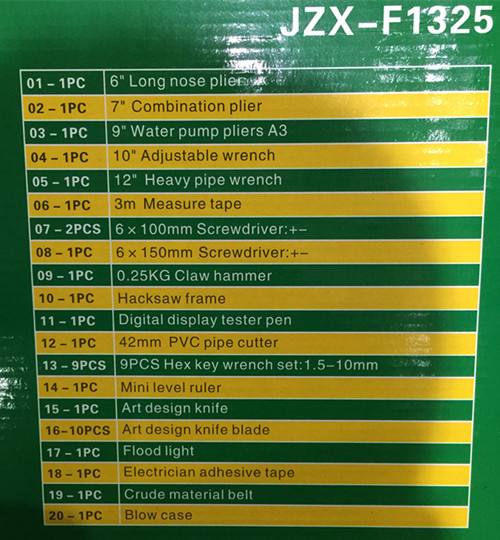 JZX-F1325
01 - 1PC 6" Long nose plier
02 - 1PC 7" Combination plier
03 - 1PC 9" Water pump pliers A3
04 - 1PC 10" Adjustable wrench
05 - 1PC 12" Heavy pipe wrench
06 - 1PC 3m Measure tape
07 - 2PCS 6×100mm Screwdriver:+-
08 - 1PC 6×150mm Screwdriver:+-
09 - 1PC 0.25KG Claw hammer
10 - 1PC Hacksaw frame
11 - 1PC Digital display tester pen
12 - 1PC 42mm PVC pipe cutter
13 - 9PCS 9PCS Hex key wrench set:1.5-10mm
14 - 1PC Mini level ruler
15 - 1PC Art design knife
16-10PCS Art design knife blade
17 - 1PC Flood light
18 - 1PC Electrician adhesive tape
19 - 1PC Crude material belt
20 - 1PC Blow case